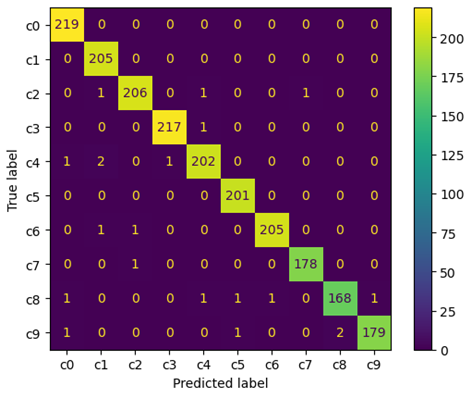 c0 219 0 0 0 0 0 0 0 0 0
c1 0 205 0 0 0 0 0 0 0 0
c2 0 1 206 0 1 0 0 1 0 0
c3 0 0 0 217 1 0 0 0 0 0
c4 1 2 0 1 202 0 0 0 0 0
c5 0 0 0 0 0 201 0 0 0 0
c6 0 1 1 0 0 0 205 0 0 0
c7 0 0 1 0 0 0 0 178 0 0
c8 1 0 0 0 1 1 1 0 168 1
c9 1 0 0 0 0 1 0 0 2 179
c0 c1 c2 c3 c4 c5 c6 c7 c8 c9
Predicted label
True label
200
175
150
125
100
75
50
25
0